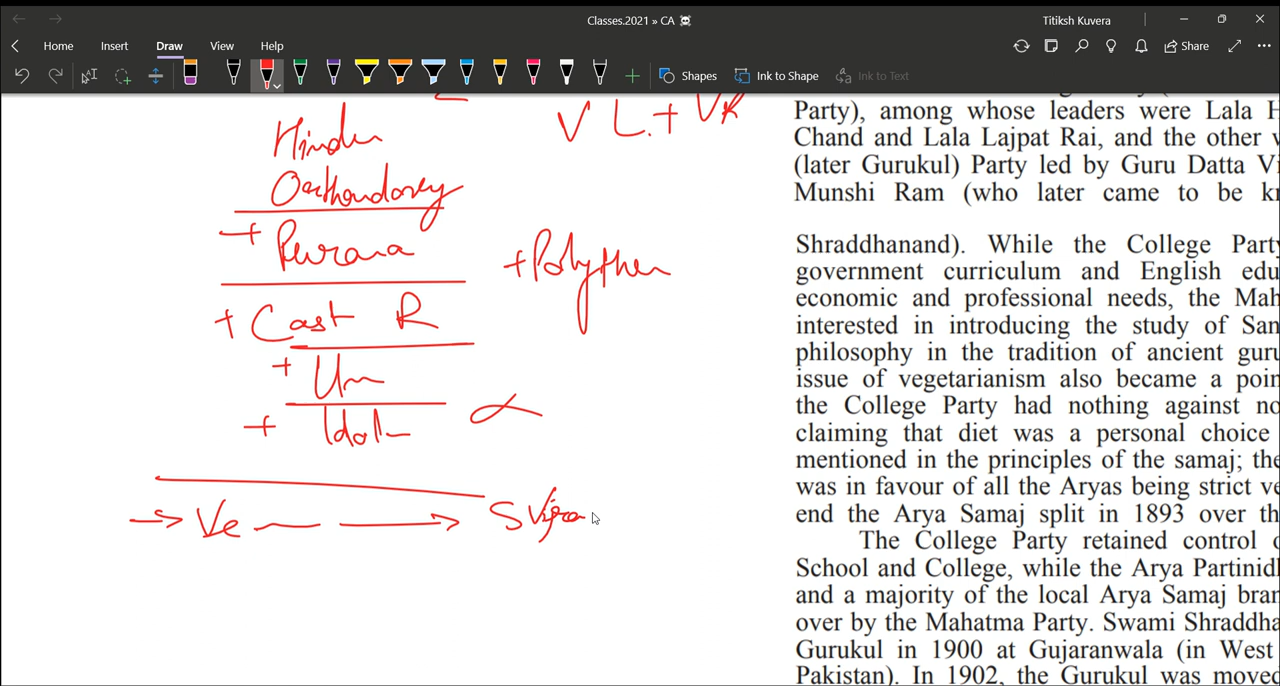 Classes.2021 » CA
Titiksh Kuvera
Home Insert Draw View Help
Share
Shapes
Ink to Shape
Ink to Text
V L. + VR
Hindu
Orthondoxy
+ Purana
+ Polythe
+ Cast R
+ Un
+ Idol
→ Ve → S
Party), among whose leaders were Lala H
Chand and Lala Lajpat Rai, and the other
(later Gurukul) Party led by Guru Datta Vi
Munshi Ram (who later came to be k
Shraddhanand). While the College Party
government curriculum and English edu
economic and professional needs, the Mah
interested in introducing the study of San
philosophy in the tradition of ancient guru
issue of vegetarianism also became a poin
the College Party had nothing against no
claiming that diet was a personal choice
mentioned in the principles of the samaj; the
was in favour of all the Aryas being strict ve
end the Arya Samaj split in 1893 over th
The College Party retained control o
School and College, while the Arya Partinidh
and a majority of the local Arya Samaj bran
over by the Mahatma Party. Swami Shraddha
Gurukul in 1900 at Gujaranwala (in West
Pakistan). In 1902, the Gurukul was moved